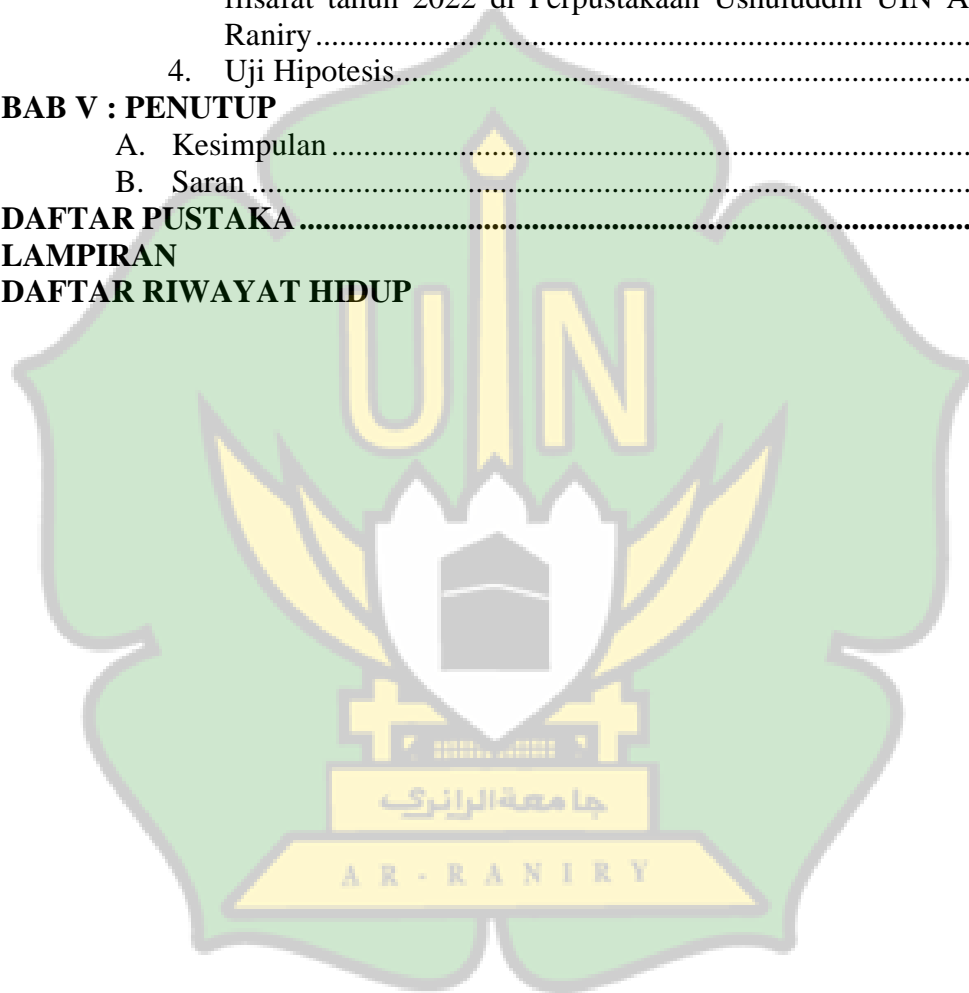 filsafat tahun 2022 di Perpustakaan Ushuluddin UIN A
Raniry........................................................................................
4. Uji Hipotesis..............................................................................
BAB V : PENUTUP
A. Kesimpulan................................................................................
B. Saran..........................................................................................
DAFTAR PUSTAKA....................................................................................
LAMPIRAN
DAFTAR RIWAYAT HIDUP
UIN
جامعة الرانري
AR-RANIRY